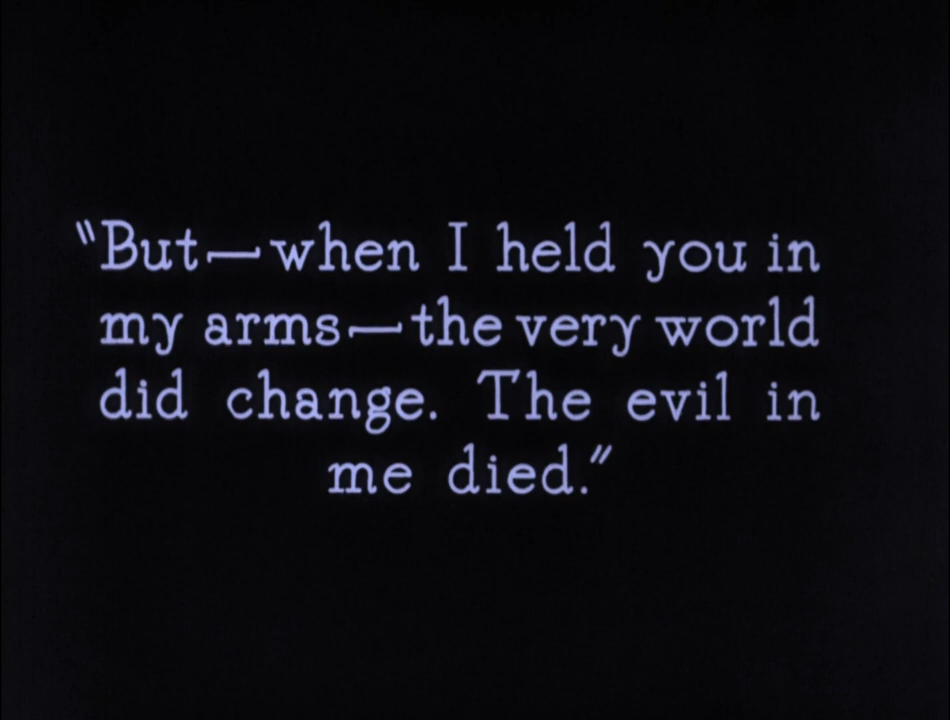 "But—when I held you in
my arms—the very world
did change. The evil in
me died."